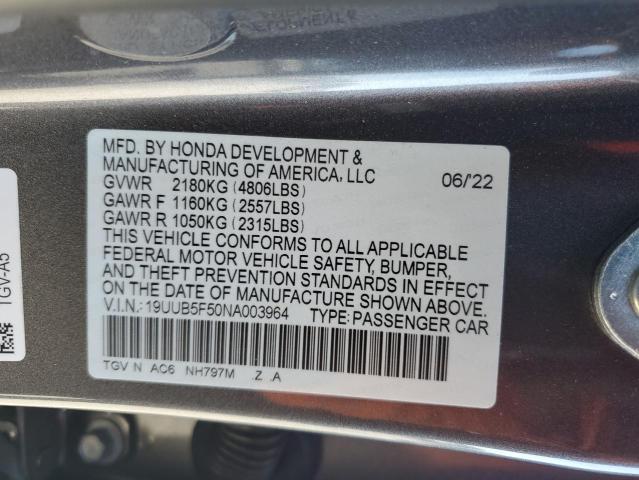 MFD. BY HONDA DEVELOPMENT &
MANUFACTURING OF AMERICA, LLC 06/'22
GVWR 2180KG (4806LBS)
GAWR F 1160KG (2557LBS)
GAWR R 1050KG (2315LBS)
THIS VEHICLE CONFORMS TO ALL APPLICABLE
FEDERAL MOTOR VEHICLE SAFETY, BUMPER,
AND THEFT PREVENTION STANDARDS IN EFFECT
ON THE DATE OF MANUFACTURE SHOWN ABOVE.
V.I.N.:19UUB5F50NA003964 TYPE:PASSENGER CAR
TGV N AC6 NH797M .Z .A
TGV-A5